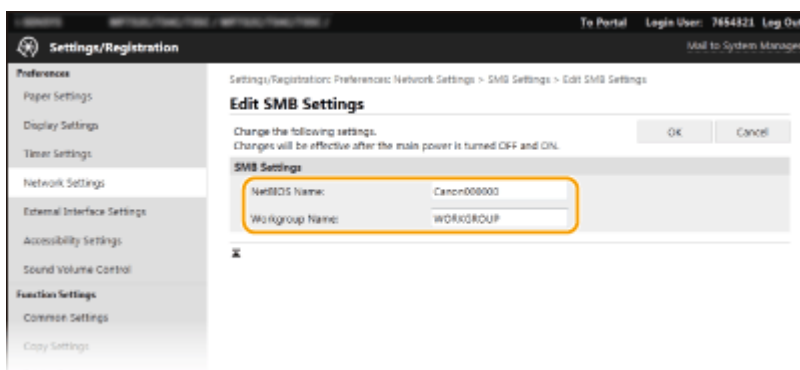 To Portal Login User: 7654321 Log Out
Settings/Registration
Mail to System Manager
Preferences
Paper Settings
Display Settings
Timer Settings
Network Settings
External Interface Settings
Accessibility Settings
Sound Volume Control
Function Settings
Common Settings
Copy Settings
Settings/Registration: Preferences: Network Settings > SMB Settings > Edit SMB Settings
Edit SMB Settings
Change the following settings.
Changes will be effective after the main power is turned OFF and ON.
OK Cancel
SMB Settings
NetBIOS Name: Canon000000
Workgroup Name: WORKGROUP